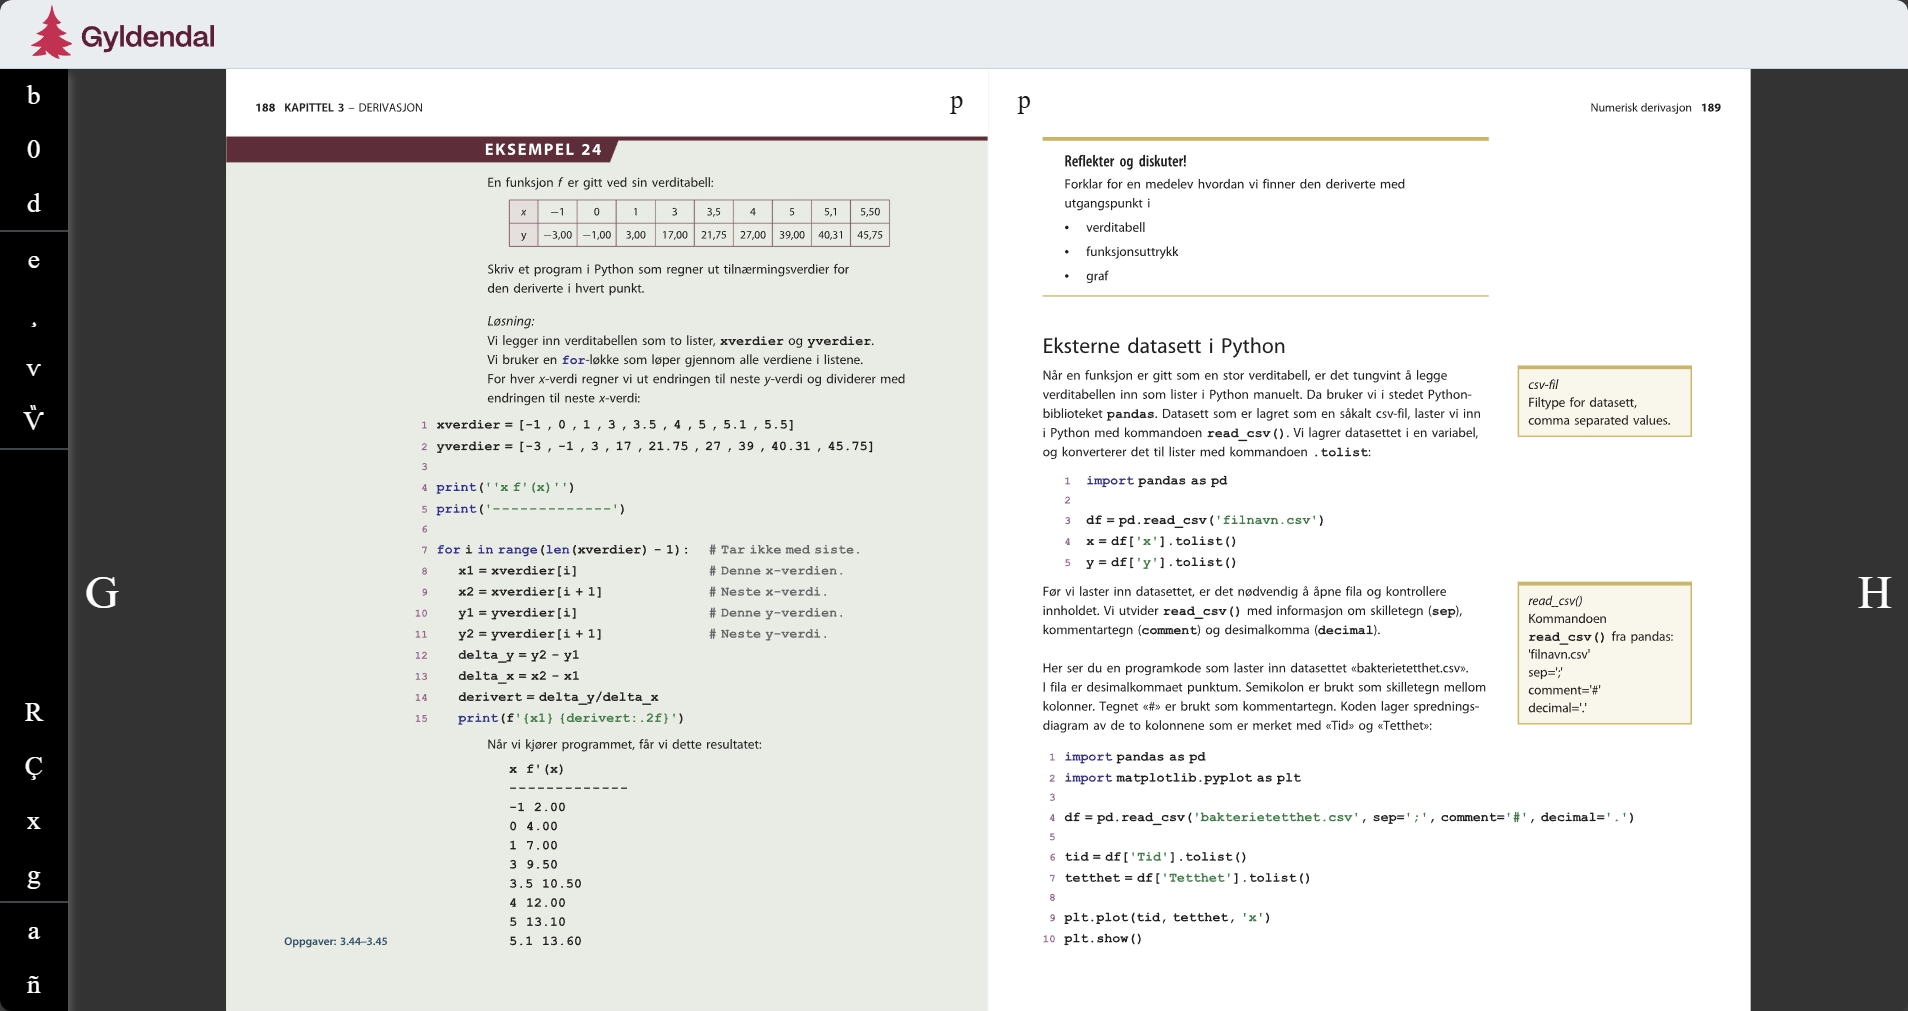 Gyldendal
b
0
d
e
¸
v
V̏
R
Ç
x
g
a
ñ
G
H
188 KAPITTEL 3 – DERIVASJON
p
EKSEMPEL 24
En funksjon f er gitt ved sin verditabell:
x −1 0 1 3 3,5 4 5 5,1 5,50
y −3,00 −1,00 3,00 17,00 21,75 27,00 39,00 40,31 45,75
Skriv et program i Python som regner ut tilnærmingsverdier for
den deriverte i hvert punkt.
Løsning:
Vi legger inn verditabellen som to lister, xverdier og yverdier.
Vi bruker en for-løkke som løper gjennom alle verdiene i listene.
For hver x-verdi regner vi ut endringen til neste y-verdi og dividerer med
endringen til neste x-verdi:
1 xverdier = [-1 , 0 , 1 , 3 , 3.5 , 4 , 5 , 5.1 , 5.5]
2 yverdier = [-3 , -1 , 3 , 17 , 21.75 , 27 , 39 , 40.31 , 45.75]
3
4 print(''x f'(x)'')
5 print('-------------')
6
7 for i in range(len(xverdier) - 1): # Tar ikke med siste.
8 x1 = xverdier[i] # Denne x-verdien.
9 x2 = xverdier[i + 1] # Neste x-verdi.
10 y1 = yverdier[i] # Denne y-verdien.
11 y2 = yverdier[i + 1] # Neste y-verdi.
12 delta_y = y2 - y1
13 delta_x = x2 - x1
14 derivert = delta_y/delta_x
15 print(f'{x1} {derivert:.2f}')
Når vi kjører programmet, får vi dette resultatet:
x f'(x)
-------------
-1 2.00
0 4.00
1 7.00
3 9.50
3.5 10.50
4 12.00
5 13.10
5.1 13.60
Oppgaver: 3.44–3.45
p
Numerisk derivasjon 189
Reflekter og diskuter!
Forklar for en medelev hvordan vi finner den deriverte med
utgangspunkt i
• verditabell
• funksjonsuttrykk
• graf
Eksterne datasett i Python
Når en funksjon er gitt som en stor verditabell, er det tungvint å legge
verditabellen inn som lister i Python manuelt. Da bruker vi i stedet Python-
biblioteket pandas. Datasett som er lagret som en såkalt csv-fil, laster vi inn
i Python med kommandoen read_csv(). Vi lagrer datasettet i en variabel,
og konverterer det til lister med kommandoen .tolist:
csv-fil
Filtype for datasett,
comma separated values.
1 import pandas as pd
2
3 df = pd.read_csv('filnavn.csv')
4 x = df['x'].tolist()
5 y = df['y'].tolist()
Før vi laster inn datasettet, er det nødvendig å åpne fila og kontrollere
innholdet. Vi utvider read_csv() med informasjon om skilletegn (sep),
kommentartegn (comment) og desimalkomma (decimal).
read_csv()
Kommandoen
read_csv() fra pandas:
'filnavn.csv'
sep=';'
comment='#'
decimal='.'
Her ser du en programkode som laster inn datasettet «bakterietetthet.csv».
I fila er desimalkommaet punktum. Semikolon er brukt som skilletegn mellom
kolonner. Tegnet «#» er brukt som kommentartegn. Koden lager sprednings-
diagram av de to kolonnene som er merket med «Tid» og «Tetthet»:
1 import pandas as pd
2 import matplotlib.pyplot as plt
3
4 df = pd.read_csv('bakterietetthet.csv', sep=';', comment='#', decimal='.')
5
6 tid = df['Tid'].tolist()
7 tetthet = df['Tetthet'].tolist()
8
9 plt.plot(tid, tetthet, 'x')
10 plt.show()